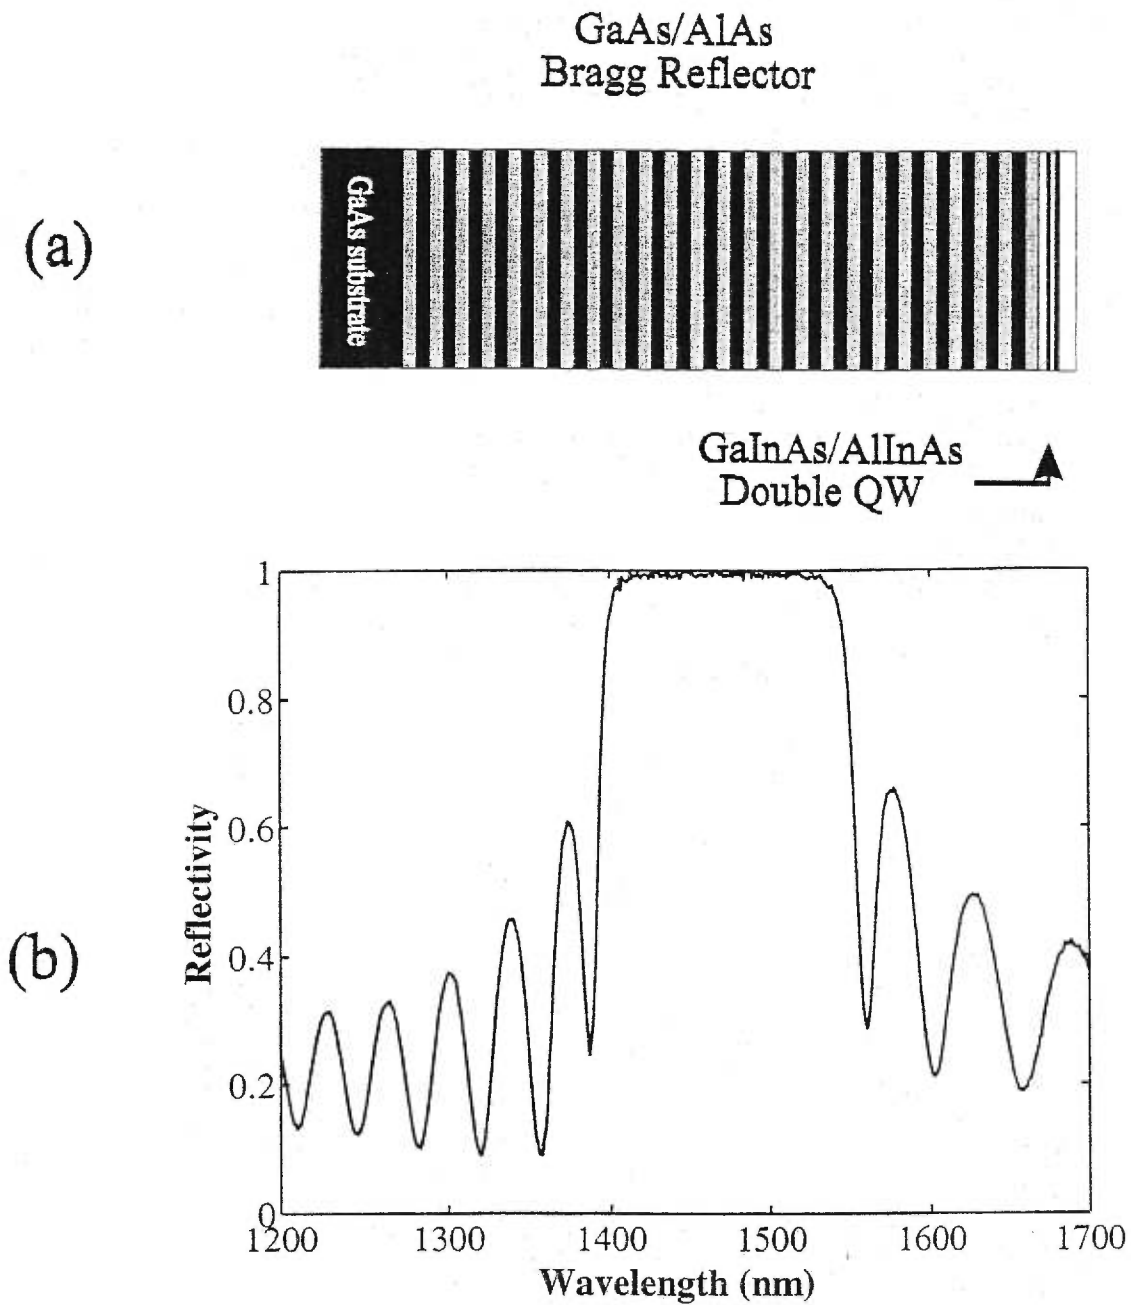 GaAs/AlAs
Bragg Reflector
(a)
GaAs substrate
GaInAs/AlInAs
Double QW
(b)
Reflectivity
1
0.8
0.6
0.4
0.2
0
1200 1300 1400 1500 1600 1700
Wavelength (nm)